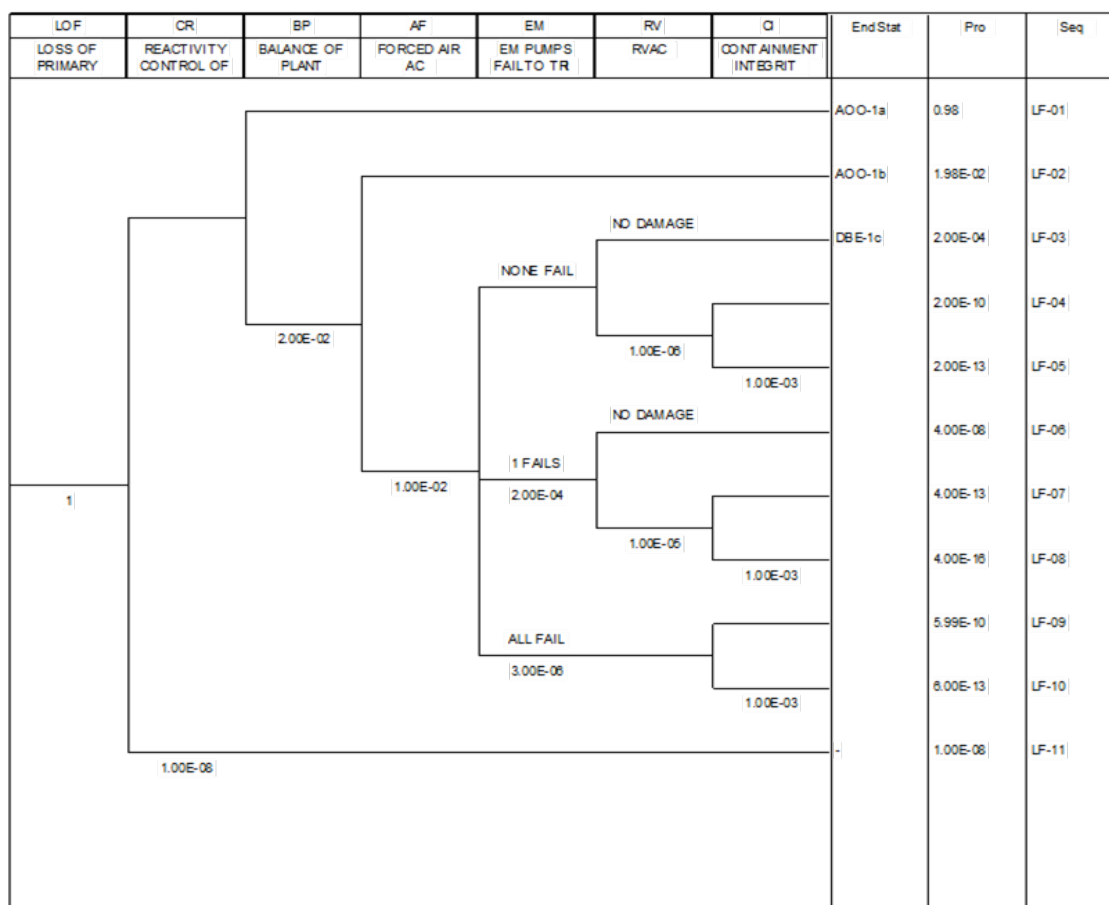 LOF CR BP AF EM RV CI EndStat Pro Seq
LOSS OF REACTIVITY BALANCE OF FORCED AIR EM PUMPS RVAC CONTAINMENT
PRIMARY CONTROL OF PLANT AC FAIL TO TR INTEGRIT
AOO-1a 0.98 LF-01
AOO-1b 1.98E-02 LF-02
NO DAMAGE
DBE-1c 2.00E-04 LF-03
NONE FAIL
2.00E-10 LF-04
2.00E-02 1.00E-06
2.00E-13 LF-05
1.00E-03
NO DAMAGE
4.00E-08 LF-06
1 FAILS
1 1.00E-02 2.00E-04
4.00E-13 LF-07
1.00E-05
4.00E-16 LF-08
1.00E-03
5.99E-10 LF-09
ALL FAIL
3.00E-06
6.00E-13 LF-10
1.00E-03
- 1.00E-08 LF-11
1.00E-08